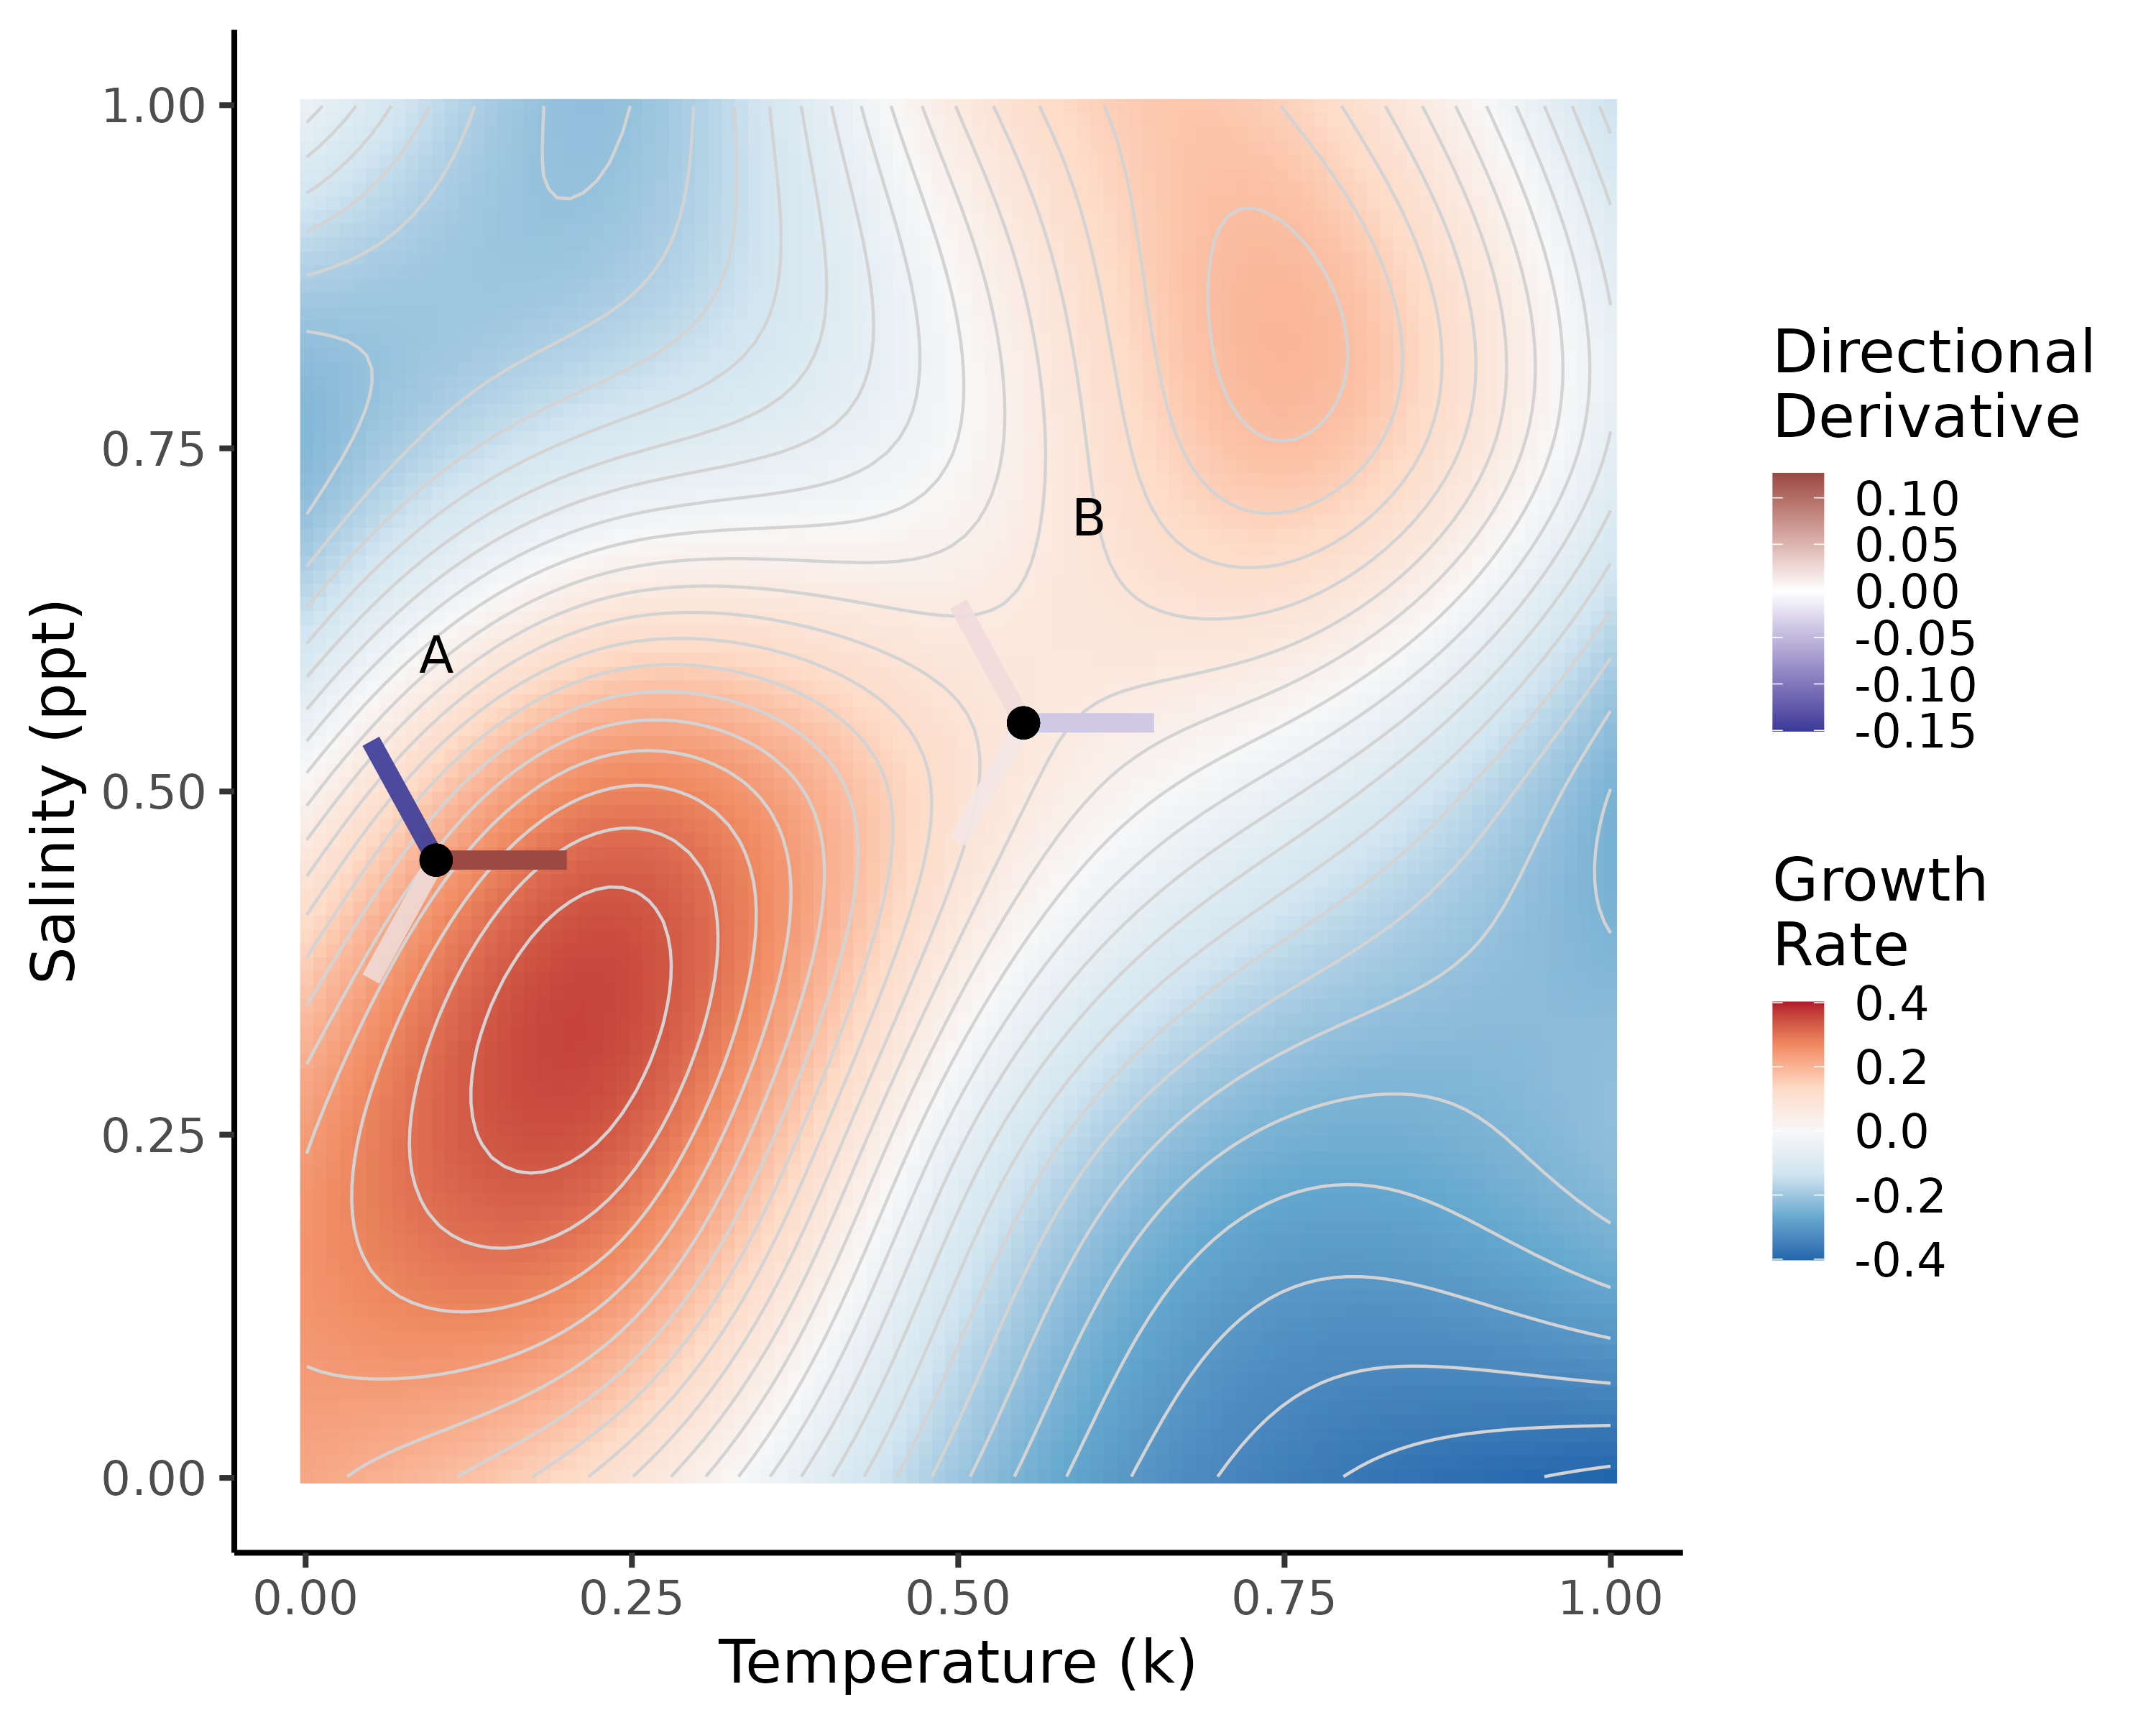 1.00
0.75
0.50
0.25
0.00
Salinity (ppt)
A
B
0.00 0.25 0.50 0.75 1.00
Temperature (k)
Directional
Derivative
0.10
0.05
0.00
-0.05
-0.10
-0.15
Growth
Rate
0.4
0.2
0.0
-0.2
-0.4